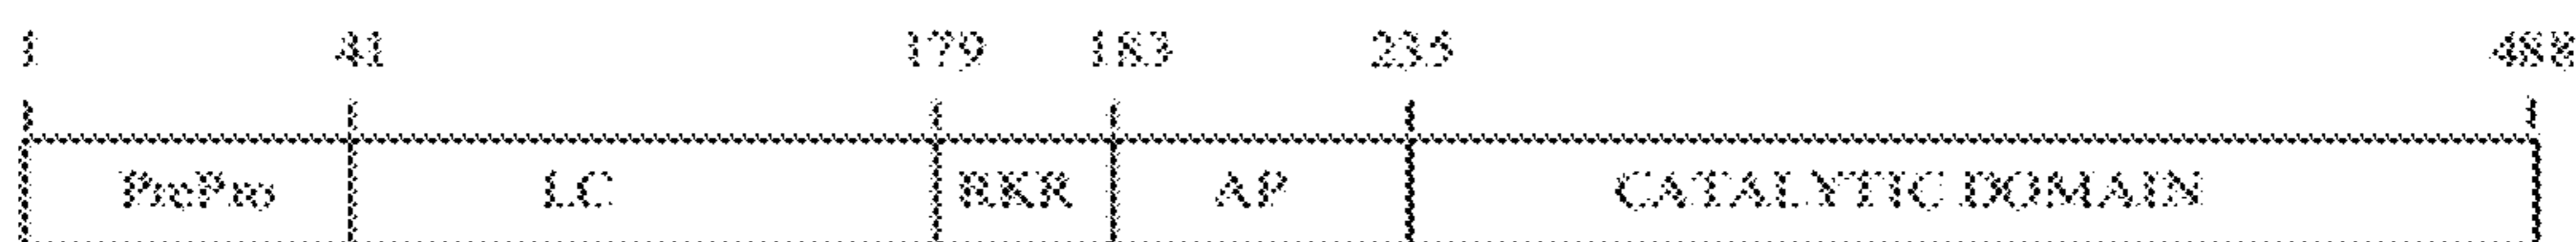 1 41 179 183 235 488
PrePro LC RKR AP CATALYTIC DOMAIN